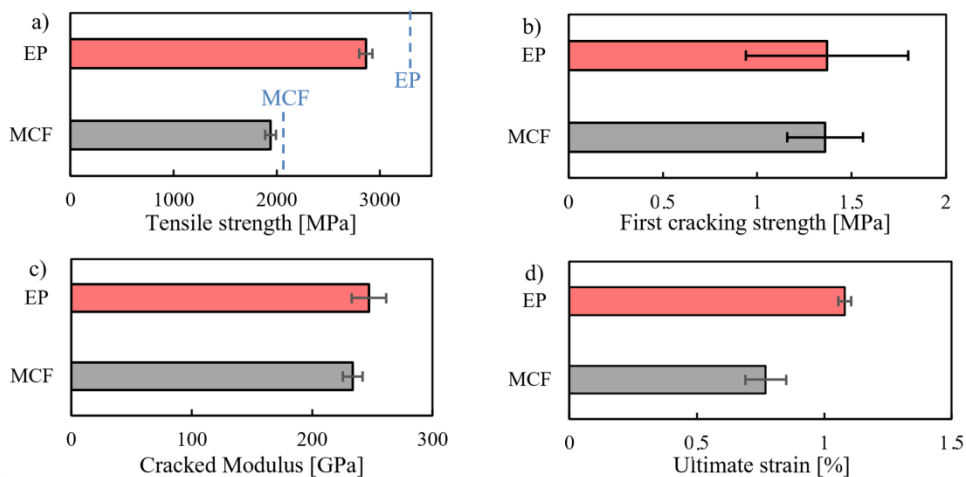 a)
EP
EP
MCF
MCF
0 1000 2000 3000
Tensile strength [MPa]
b)
EP
MCF
0 0.5 1 1.5 2
First cracking strength [MPa]
c)
EP
MCF
0 100 200 300
Cracked Modulus [GPa]
d)
EP
MCF
0 0.5 1 1.5
Ultimate strain [%]